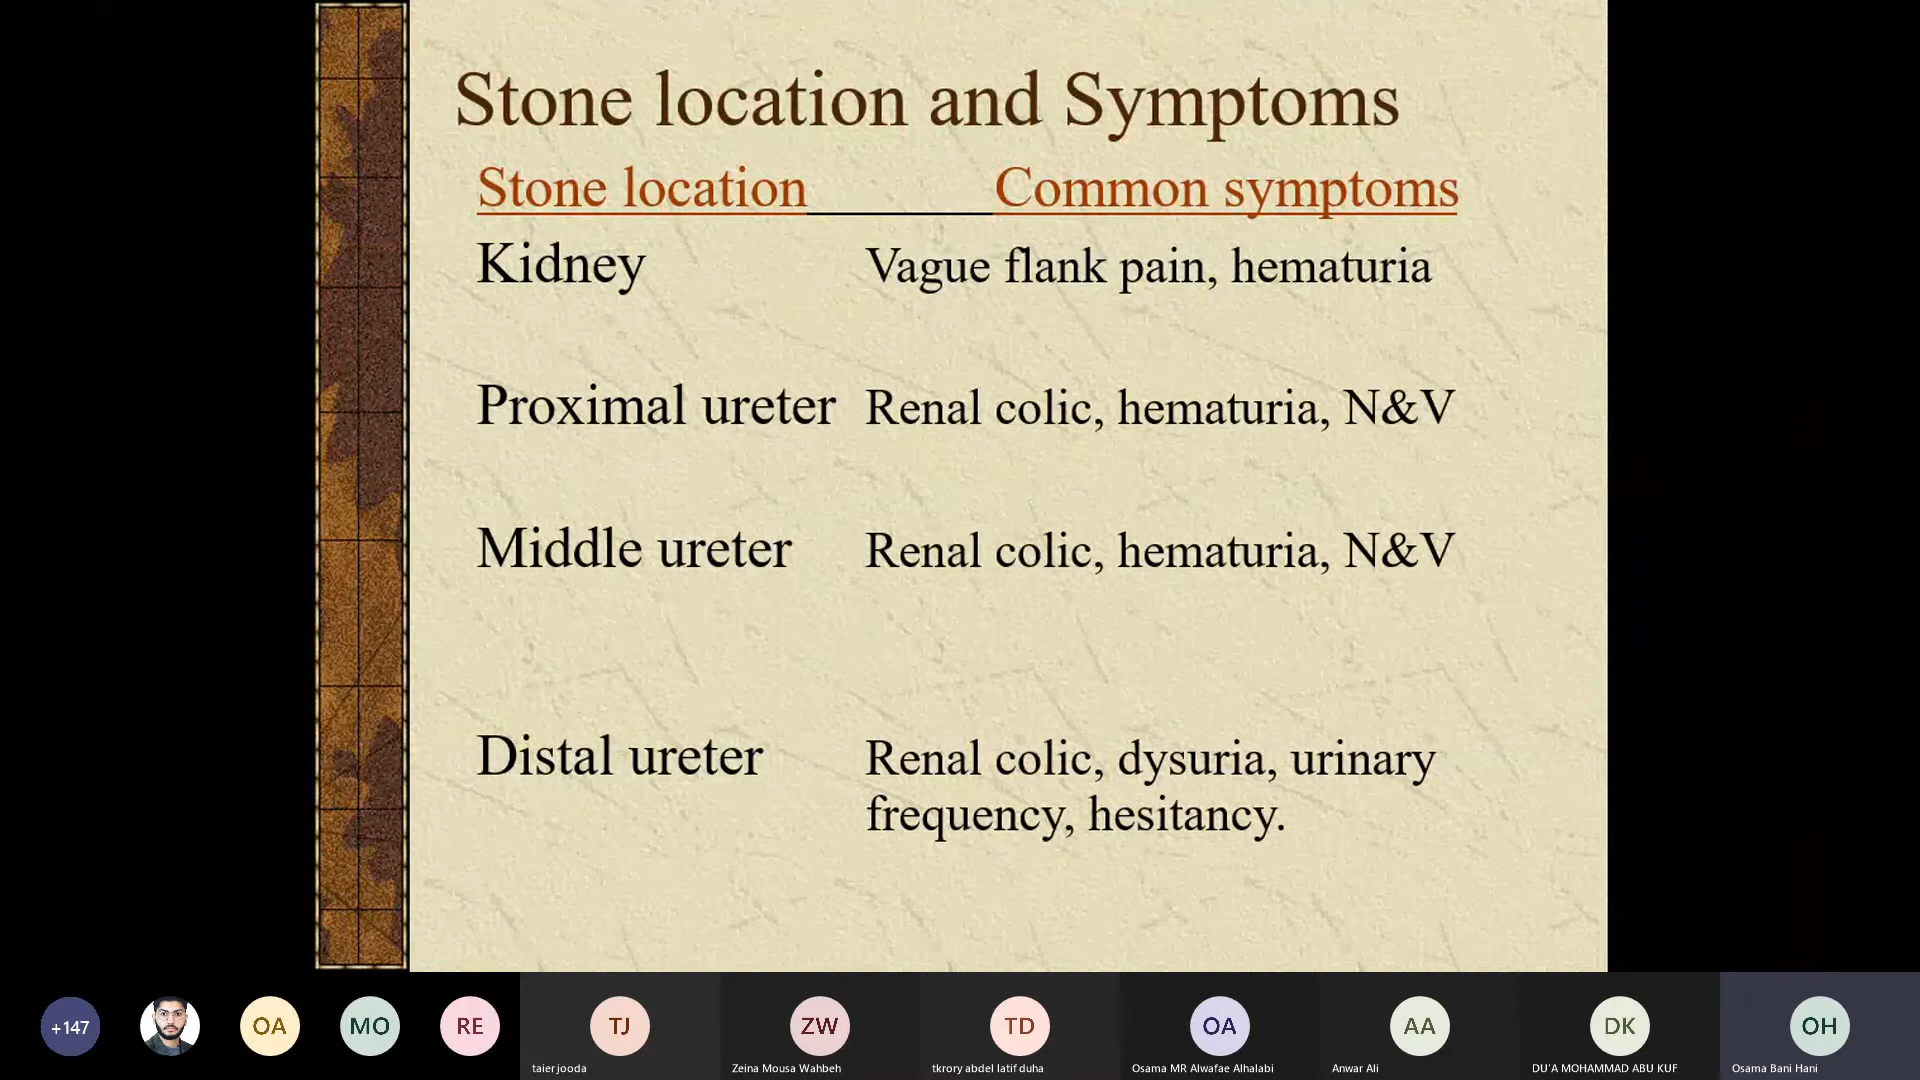 Stone location and Symptoms
Stone location Common symptoms
Kidney Vague flank pain, hematuria
Proximal ureter Renal colic, hematuria, N&V
Middle ureter Renal colic, hematuria, N&V
Distal ureter Renal colic, dysuria, urinary
frequency, hesitancy.
+147 OA MO RE TJ ZW TD OA AA DK OH
taier jooda Zeina Mousa Wahbeh tkrory abdel latif duha Osama MR Alwafae Alhalabi Anwar Ali DU'A MOHAMMAD ABU KUF Osama Bani Hani